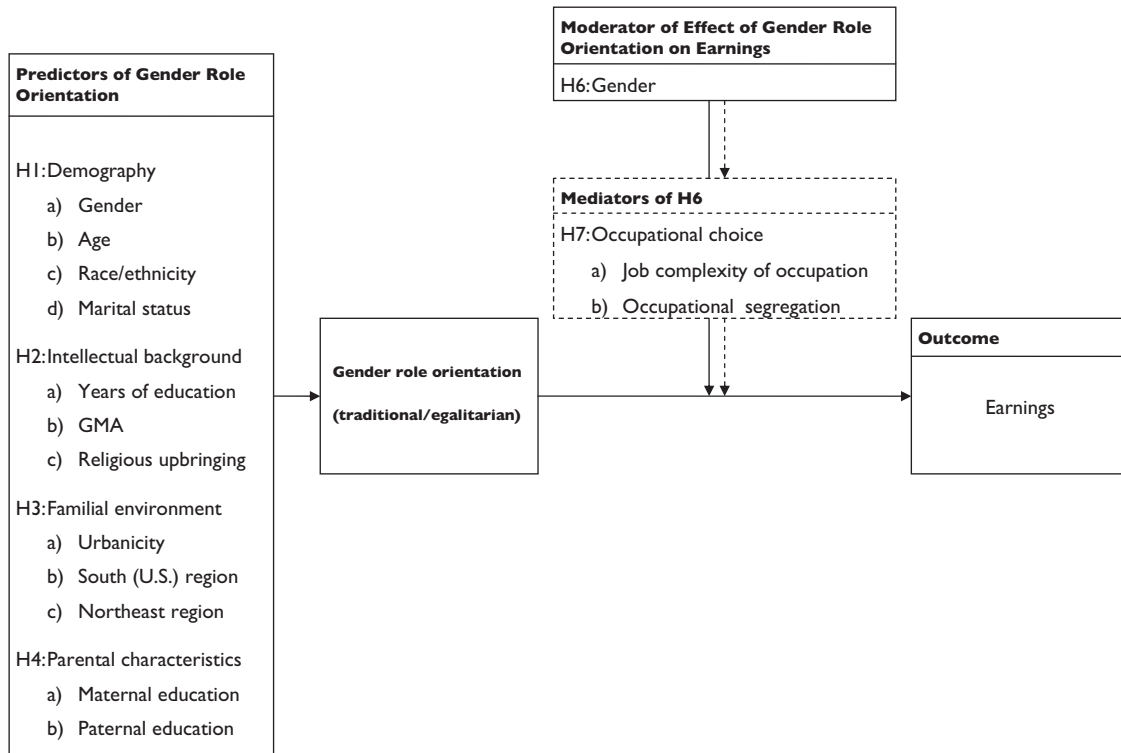 Predictors of Gender Role
Orientation
H1:Demography
a) Gender
b) Age
c) Race/ethnicity
d) Marital status
H2:Intellectual background
a) Years of education
b) GMA
c) Religious upbringing
H3:Familial environment
a) Urbanicity
b) South (U.S.) region
c) Northeast region
H4:Parental characteristics
a) Maternal education
b) Paternal education
Gender role orientation
(traditional/egalitarian)
Moderator of Effect of Gender Role
Orientation on Earnings
H6:Gender
Mediators of H6
H7:Occupational choice
a) Job complexity of occupation
b) Occupational segregation
Outcome
Earnings